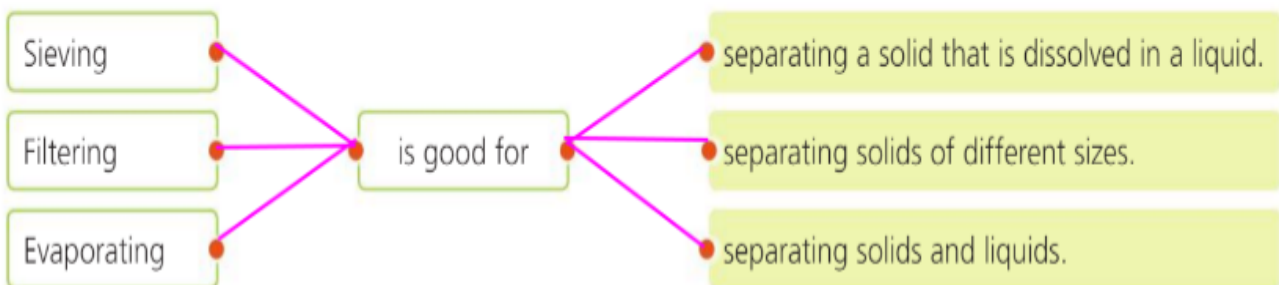 Sieving
Filtering
Evaporating
is good for
separating a solid that is dissolved in a liquid.
separating solids of different sizes.
separating solids and liquids.